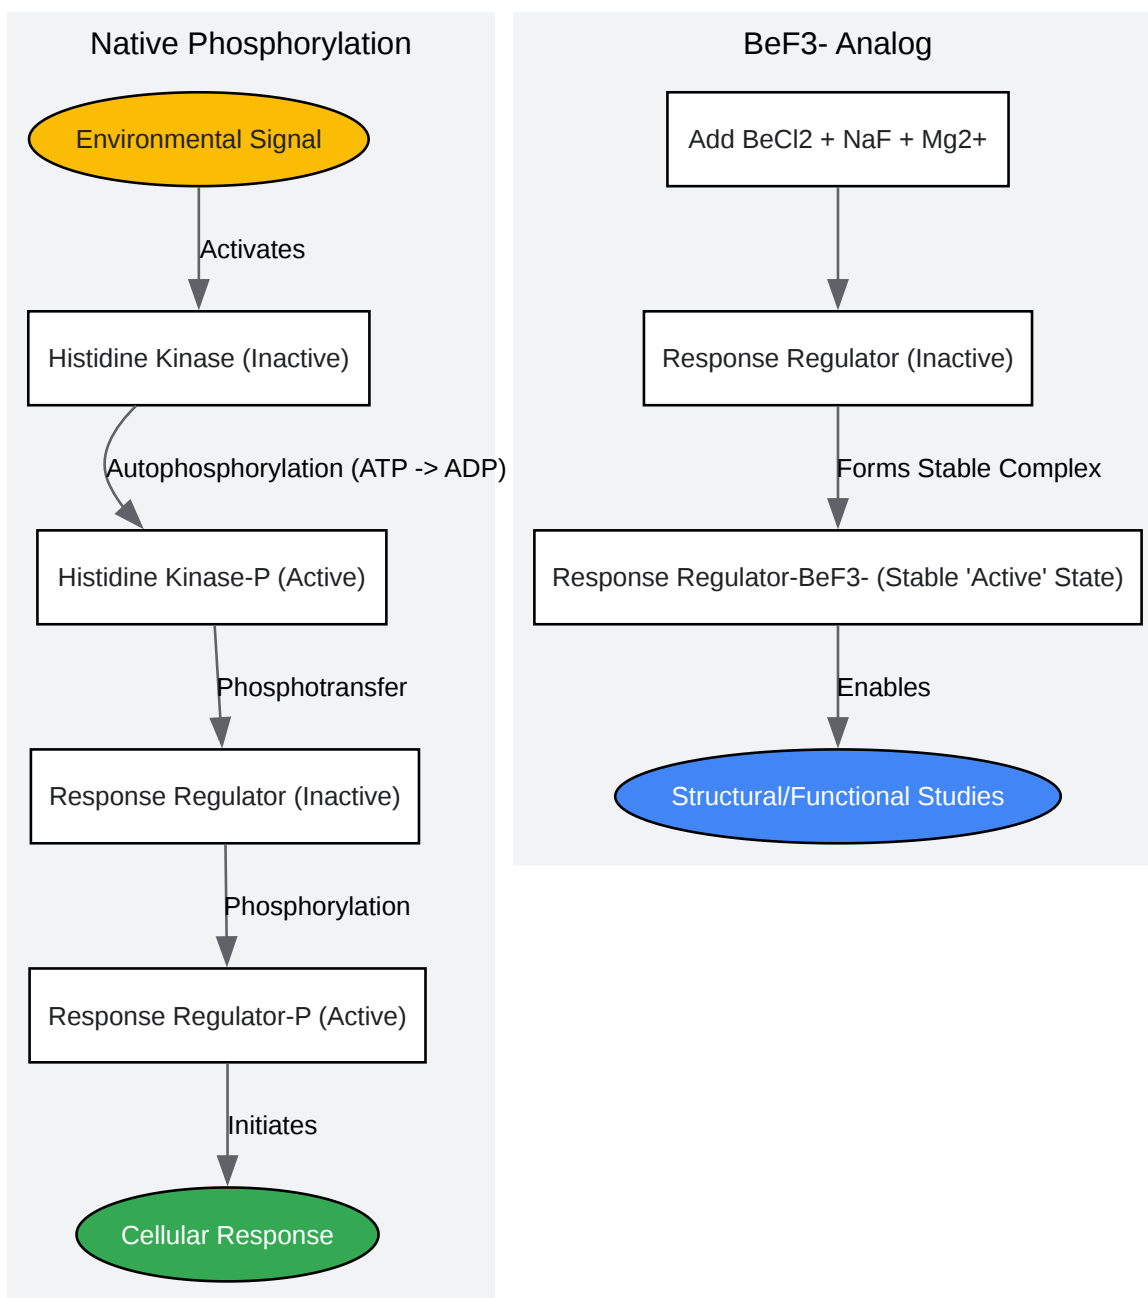 Native Phosphorylation
Environmental Signal
Activates
Histidine Kinase (Inactive)
Autophosphorylation (ATP -> ADP)
Histidine Kinase-P (Active)
Phosphotransfer
Response Regulator (Inactive)
Phosphorylation
Response Regulator-P (Active)
Initiates
Cellular Response
BeF3- Analog
Add BeCl2 + NaF + Mg2+
Response Regulator (Inactive)
Forms Stable Complex
Response Regulator-BeF3- (Stable 'Active' State)
Enables
Structural/Functional Studies